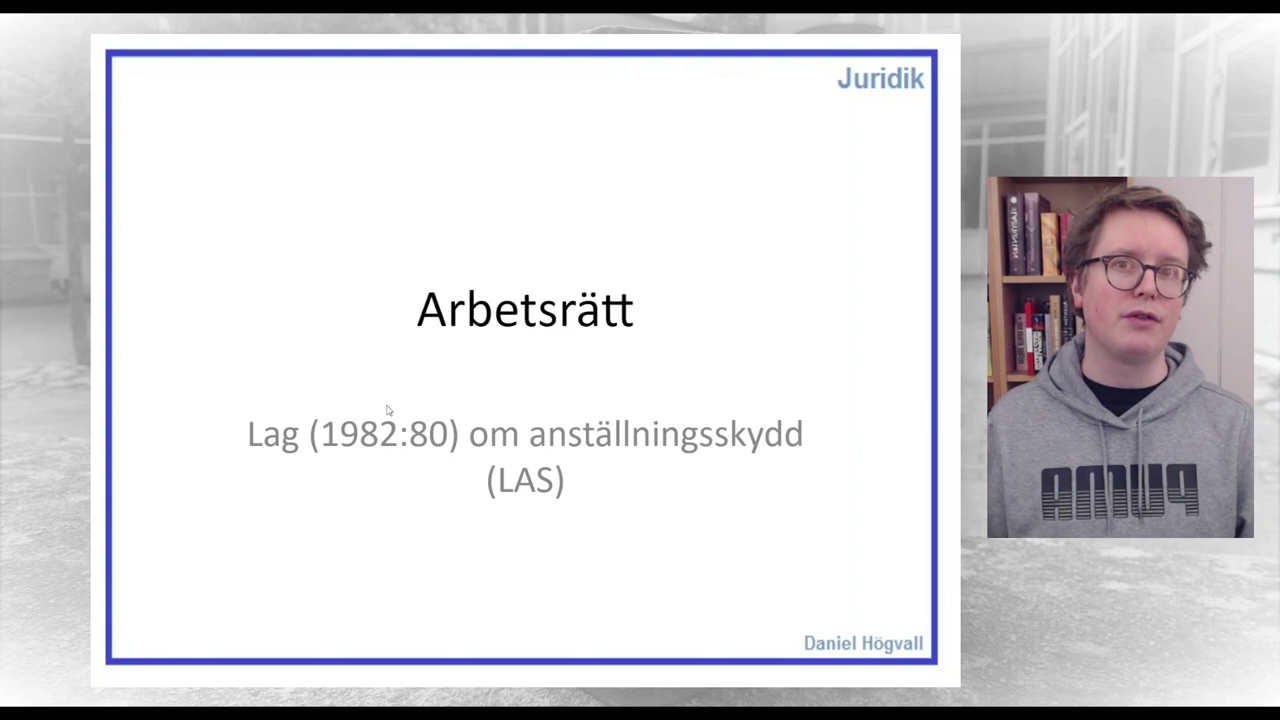 Juridik
Arbetsrätt
Lag (1982:80) om anställningsskydd
(LAS)
Daniel Högvall